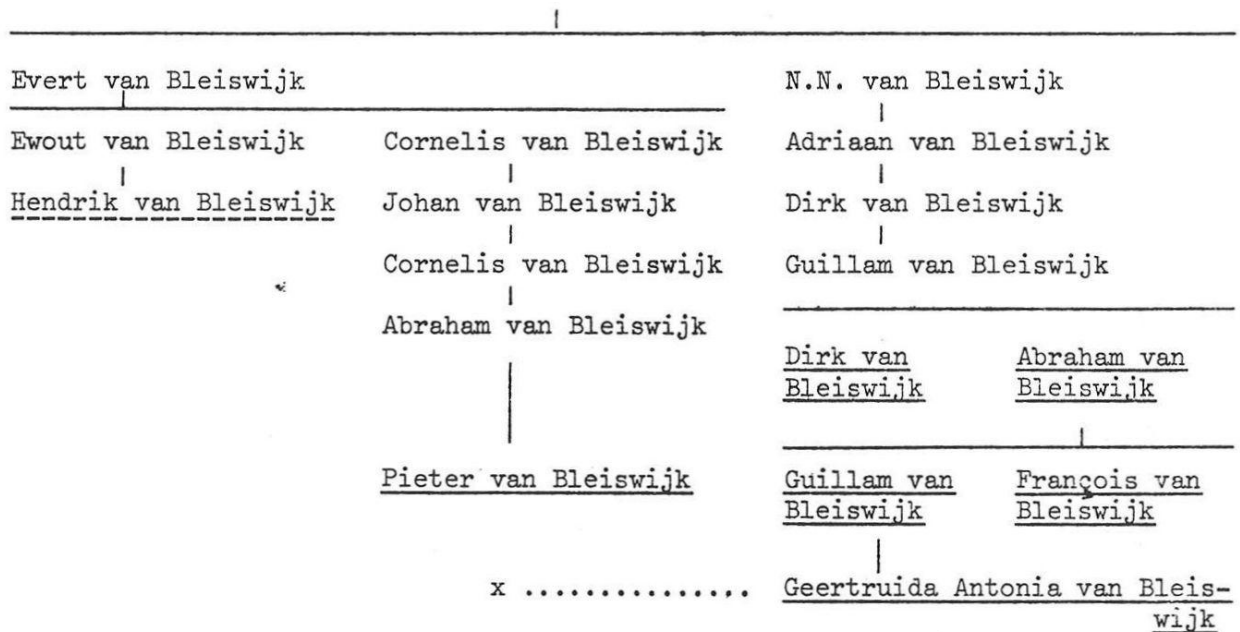 Evert van Bleiswijk N.N. van Bleiswijk
Ewout van Bleiswijk Cornelis van Bleiswijk Adriaan van Bleiswijk
Hendrik van Bleiswijk Johan van Bleiswijk Dirk van Bleiswijk
Cornelis van Bleiswijk Guillam van Bleiswijk
Abraham van Bleiswijk
Dirk van Abraham van
Bleiswijk Bleiswijk
Pieter van Bleiswijk Guillam van François van
Bleiswijk Bleiswijk
x ............... Geertruida Antonia van Bleis-
wijk